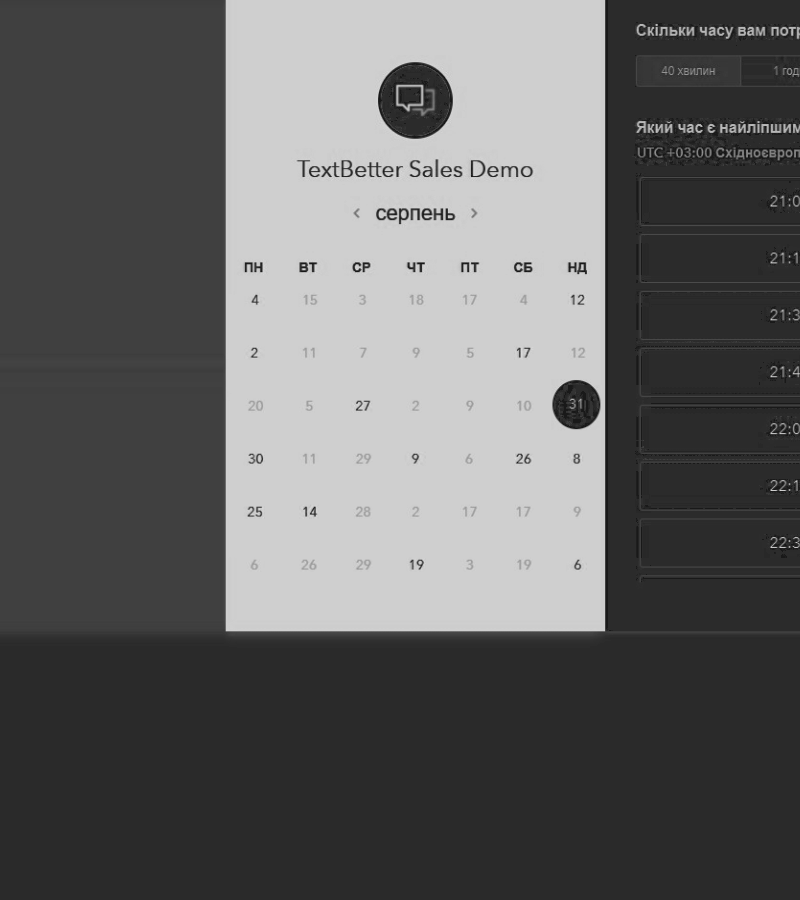 Скільки часу вам
40 хвилин
1
Який час є
UTC +03:00
TextBetter Sales Demo
серпень
ПН ВТ СР ЧТ ПТ СБ НД
4 15 3 18 17 4 12
2 11 7 9 5 17 12
20 5 27 2 9 10 31
30 11 29 9 6 26 8
25 14 28 2 17 17 9
6 26 29 19 3 19 6
21:0
21:1
21:3
21:4
22:0
22:1
22:3